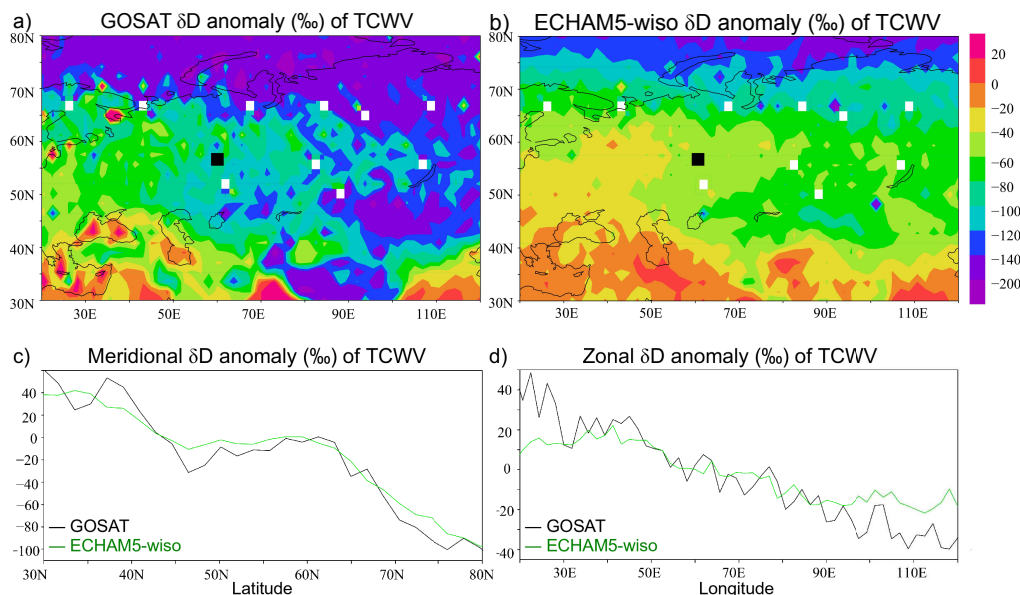 a) GOSAT δD anomaly (‰) of TCWV
80N
70N
60N
50N
40N
30N
30E 50E 70E 90E 110E
b) ECHAM5-wiso δD anomaly (‰) of TCWV
80N
70N
60N
50N
40N
30N
30E 50E 70E 90E 110E
20
0
−20
−40
−60
−80
−100
−120
−140
−200
c) Meridional δD anomaly (‰) of TCWV
40
20
0
−20
−40
−60
−80
−100
GOSAT
ECHAM5-wiso
30N 40N 50N 60N 70N 80N
Latitude
d) Zonal δD anomaly (‰) of TCWV
40
20
0
−20
−40
GOSAT
ECHAM5-wiso
30E 50E 70E 90E 110E
Longitude